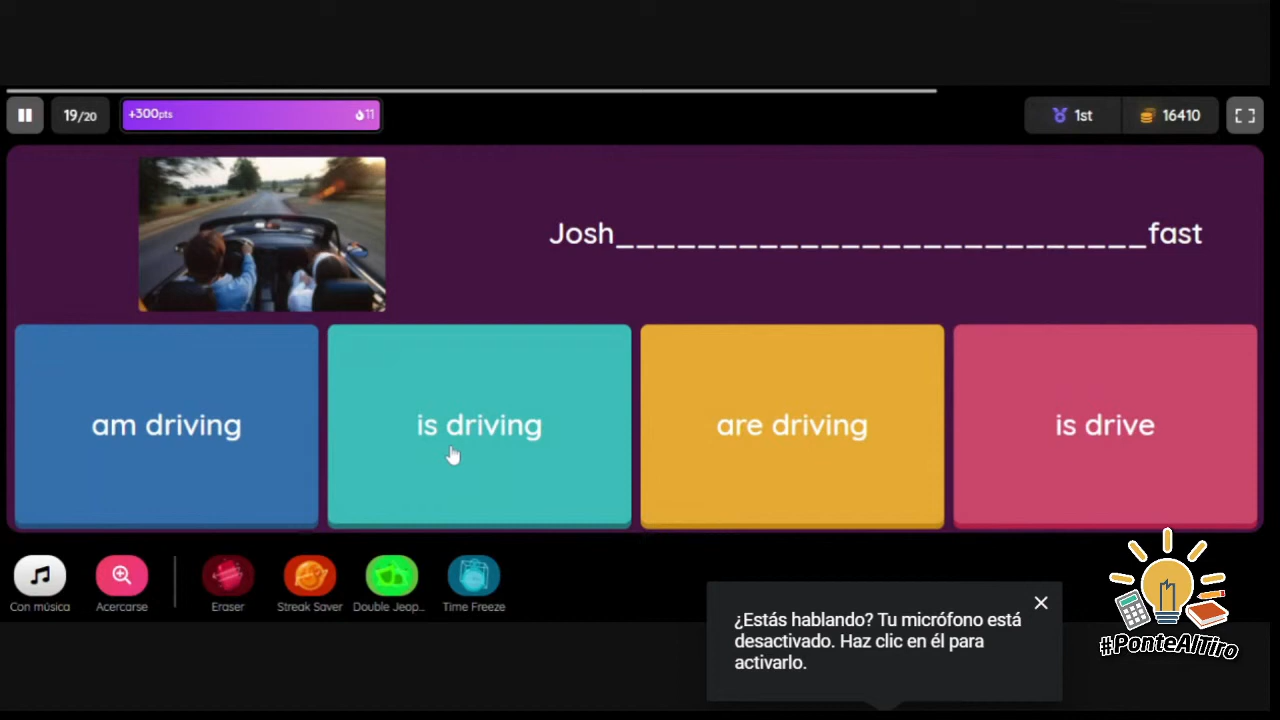 19/20
+300pts
11
1st
16410
Josh__________________________fast
am driving
is driving
are driving
is drive
Con música
Acercarse
Eraser
Streak Saver
Double Jeop...
Time Freeze
¿Estás hablando? Tu micrófono está
desactivado. Haz clic en él para
activarlo.
#PonteAlTiro